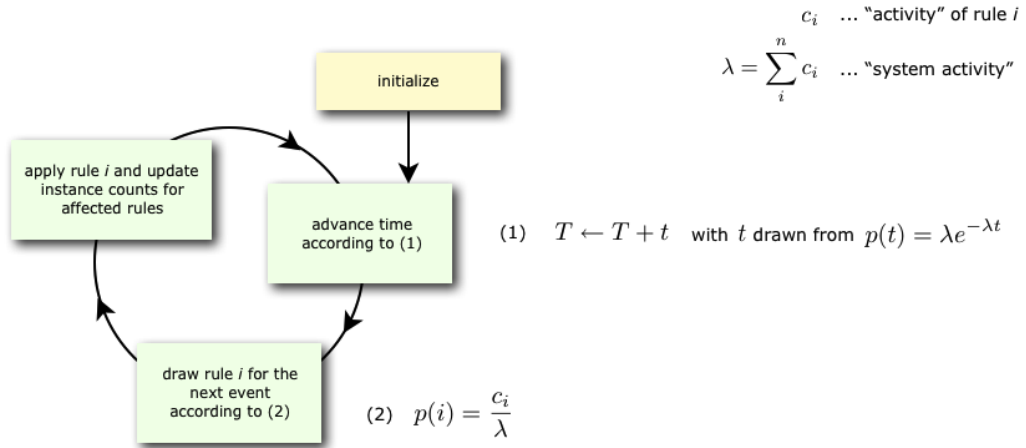 c_i ... “activity” of rule i
λ = ∑_i^n c_i ... “system activity”
initialize
apply rule i and update
instance counts for
affected rules
advance time
according to (1)
(1) T ← T + t with t drawn from p(t) = λe^{−λt}
draw rule i for the
next event
according to (2)
(2) p(i) = c_i/λ